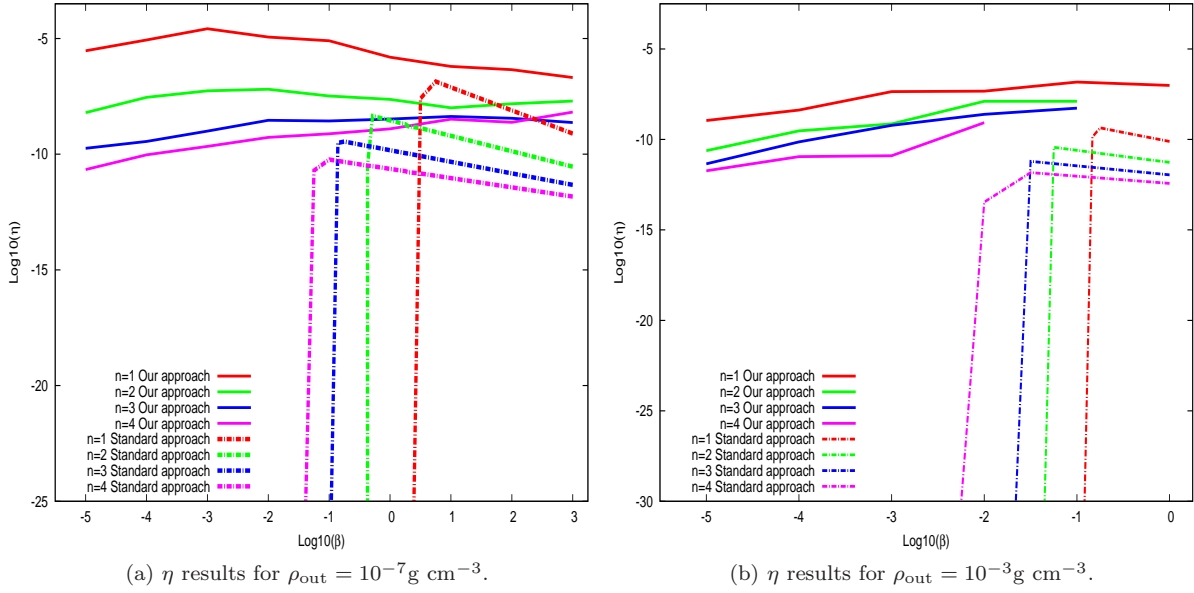 -5
-10
-15
-20
-25
-5
-4
-3
-2
-1
0
1
2
3
Log10(η)
Log10(β)
n=1 Our approach
n=2 Our approach
n=3 Our approach
n=4 Our approach
n=1 Standard approach
n=2 Standard approach
n=3 Standard approach
n=4 Standard approach
(a) η results for ρout = 10−7g cm−3.
-5
-10
-15
-20
-25
-30
-5
-4
-3
-2
-1
0
Log10(η)
Log10(β)
n=1 Our approach
n=2 Our approach
n=3 Our approach
n=4 Our approach
n=1 Standard approach
n=2 Standard approach
n=3 Standard approach
n=4 Standard approach
(b) η results for ρout = 10−3g cm−3.